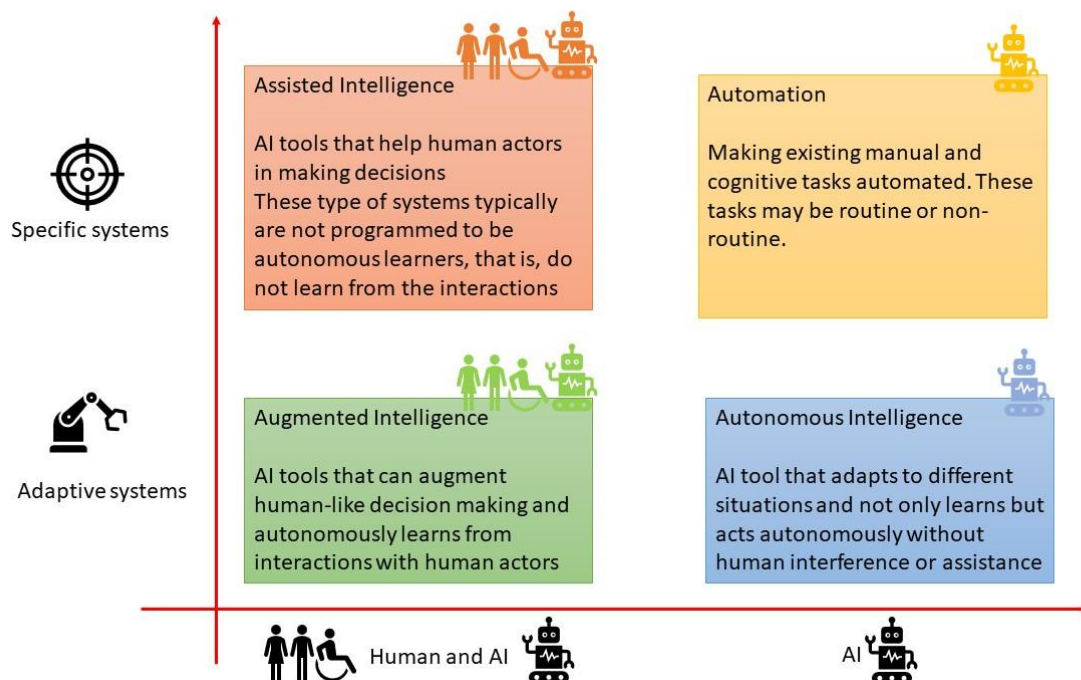 Assisted Intelligence
AI tools that help human actors
in making decisions
These type of systems typically
are not programmed to be
autonomous learners, that is, do
not learn from the interactions
Automation
Making existing manual and
cognitive tasks automated. These
tasks may be routine or non-
routine.
Specific systems
Augmented Intelligence
AI tools that can augment
human-like decision making and
autonomously learns from
interactions with human actors
Autonomous Intelligence
AI tool that adapts to different
situations and not only learns but
acts autonomously without
human interference or assistance
Adaptive systems
Human and AI
AI